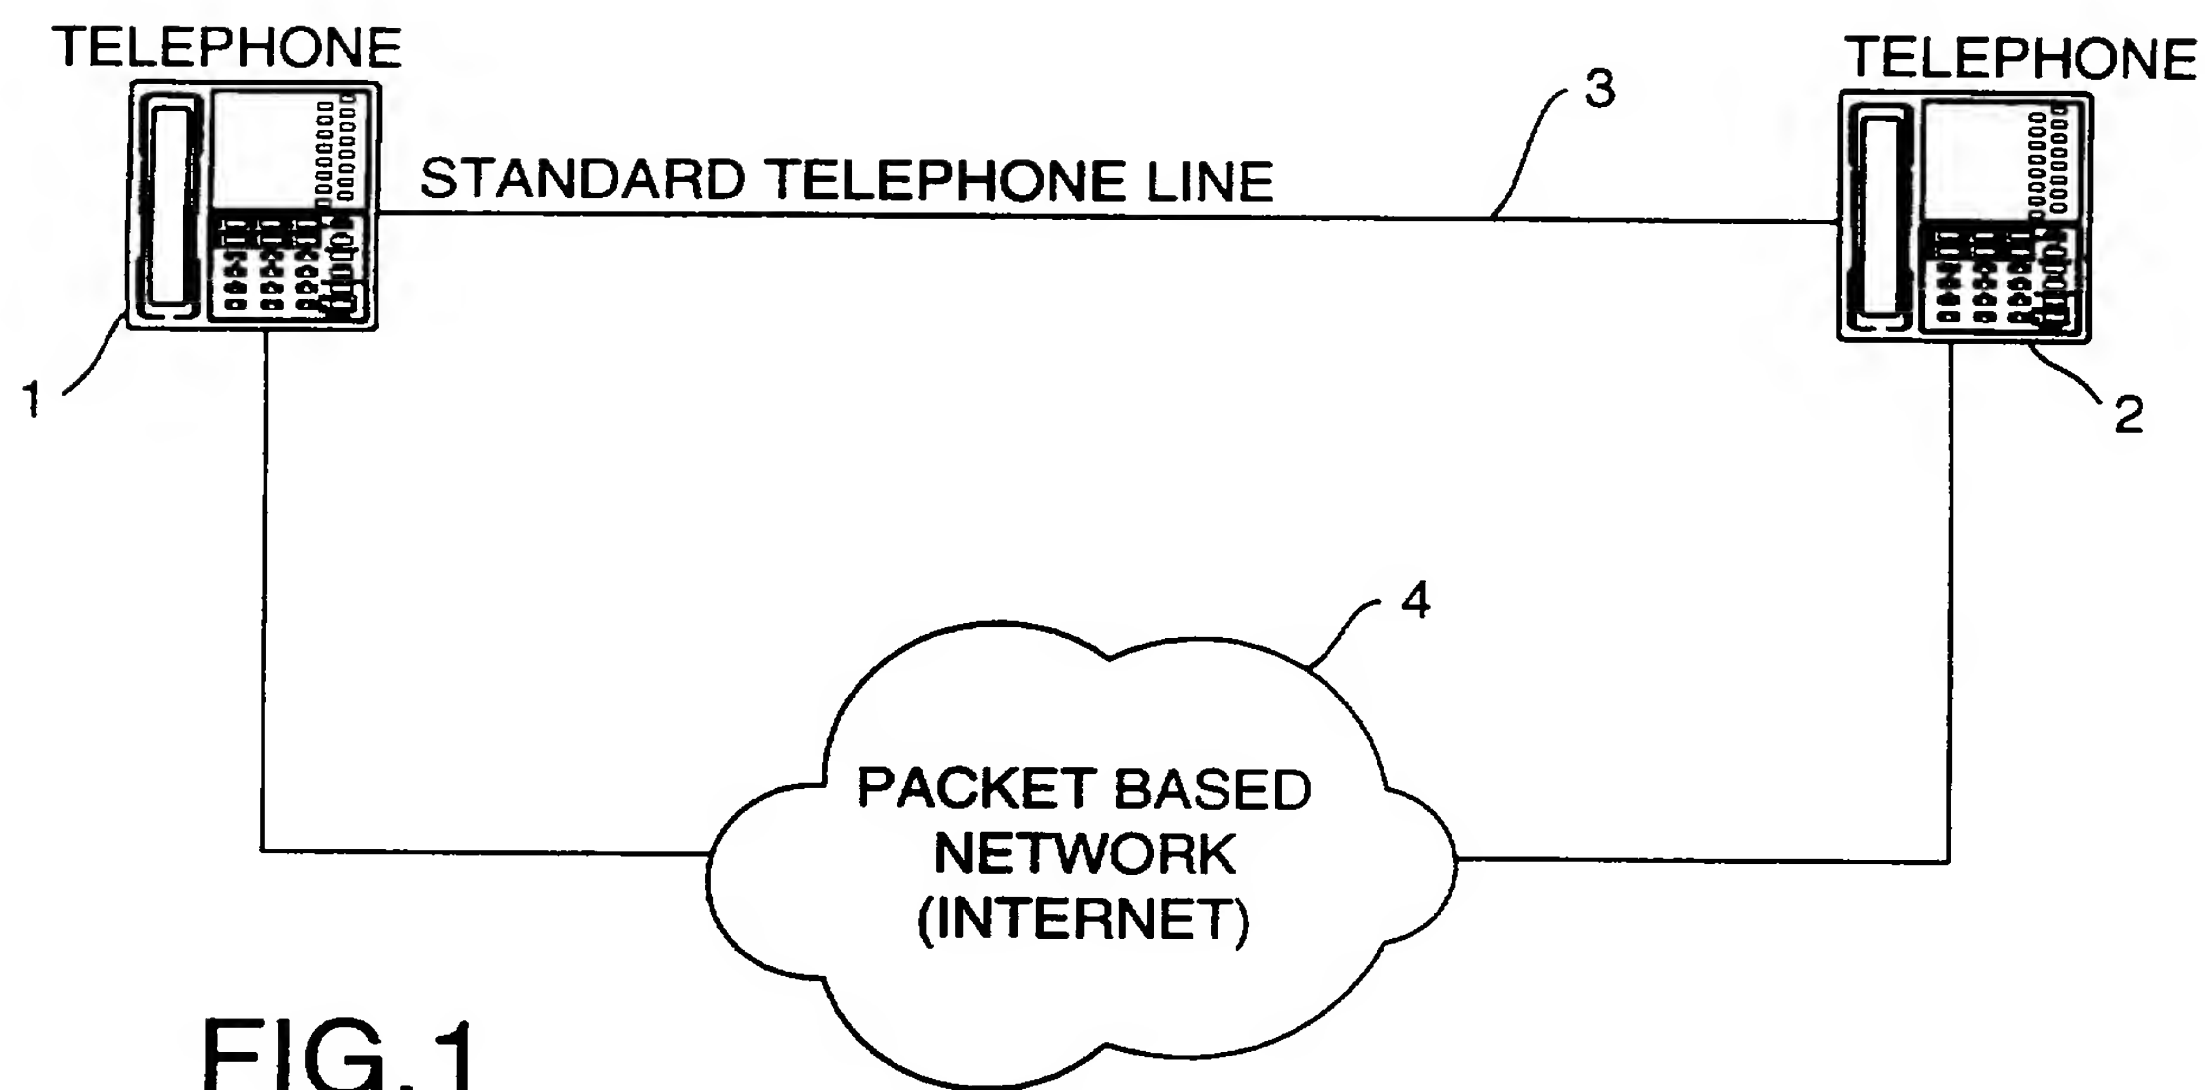 TELEPHONE
TELEPHONE
3
STANDARD TELEPHONE LINE
1
2
4
PACKET BASED
NETWORK
(INTERNET)
FIG.1